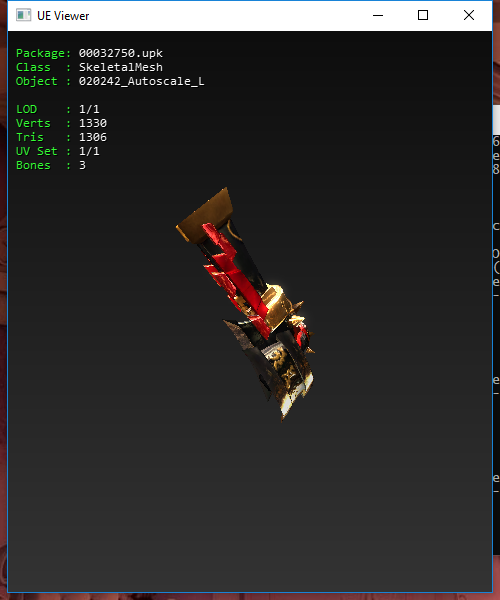 UE Viewer
Package: 00032750.upk
Class : SkeletalMesh
Object : 020242_Autoscale_L
LOD : 1/1
Verts : 1330
Tris : 1306
UV Set : 1/1
Bones : 3